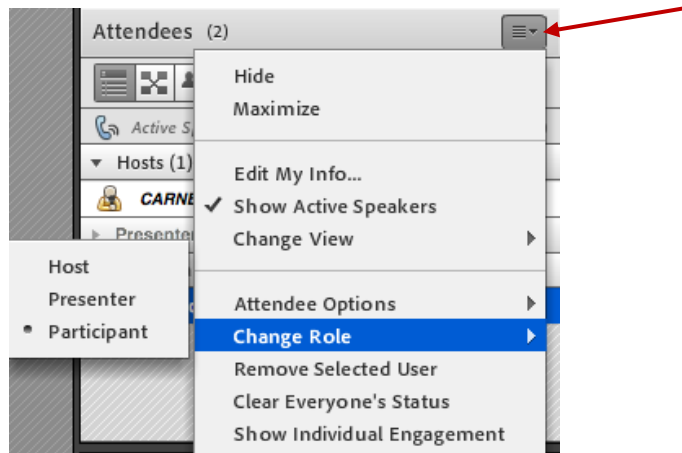 Attendees (2)
Hide
Maximize
Active
Hosts (1)
Edit My Info...
CARNE
✓ Show Active Speakers
Presenter
Change View
Host
Presenter
Attendee Options
• Participant
Change Role
Remove Selected User
Clear Everyone's Status
Show Individual Engagement